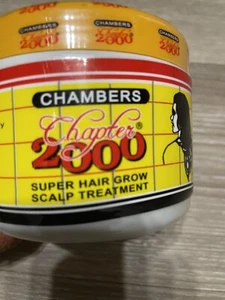 CHAMBERS CHAMBERS
2000 2000
CHAMBERS
Chapter®
2000
SUPER HAIR GROW
SCALP TREATMENT